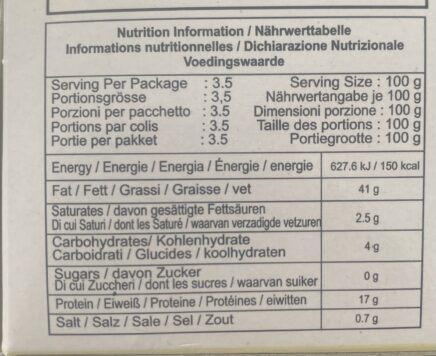 Nutrition Information / Nährwerttabelle
Informations nutritionnelles / Dichiarazione Nutrizionale
Voedingswaarde
Serving Per Package : 3.5 Serving Size : 100 g
Portionsgrösse : 3,5 Nährwertangabe je 100 g
Porzioni per pacchetto : 3.5 Dimensioni porzione : 100 g
Portions par colis : 3.5 Taille des portions : 100 g
Portie per pakket : 3.5 Portiegrootte : 100 g
Energy / Energie / Energia / Énergie / energie 627.6 kJ / 150 kcal
Fat / Fett / Grassi / Graisse / vet 41 g
Saturates / davon gesättigte Fettsäuren
Di cui Saturi / dont les Saturé / waarvan verzadigde vetzuren 2.5 g
Carbohydrates/ Kohlenhydrate
Carboidrati / Glucides / koolhydraten 4 g
Sugars / davon Zucker
Di cui Zuccheri / dont les sucres / waarvan suiker 0 g
Protein / Eiweiß / Proteine / Protéines / eiwitten 17 g
Salt / Salz / Sale / Sel / Zout 0.7 g